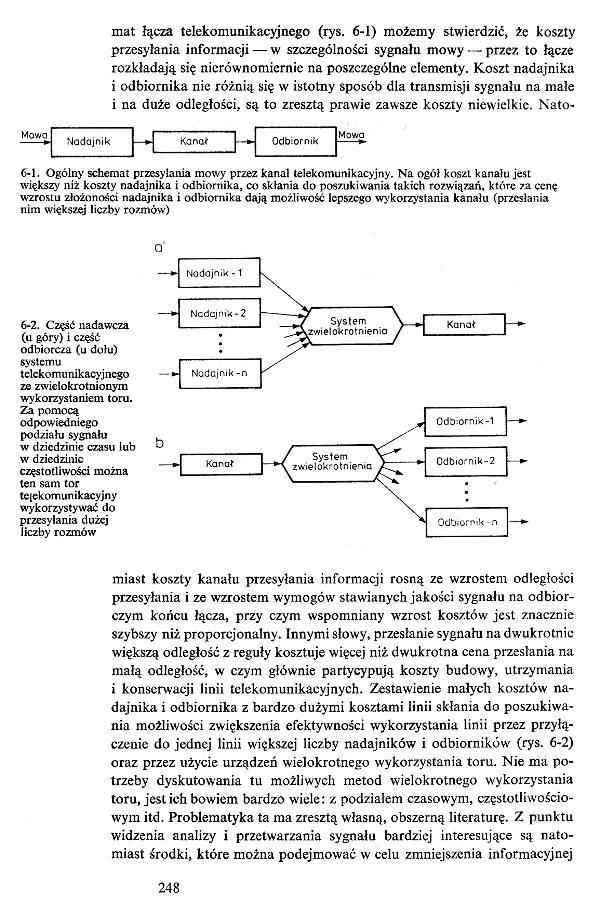 mat łącza telekomunikacyjnego (rys. 6-1) możemy stwierdzić, że koszty
przesyłania informacji — w szczególności sygnału mowy — przez to łącze
rozkładają się nierównomiernie na poszczególne elementy. Koszt nadajnika
i odbiornika nie różnią się w istotny sposób dla transmisji sygnału na małe
i na duże odległości, są to zresztą prawie zawsze koszty niewielkie. Nato-
Mowa
Nadajnik
Kanał
Odbiornik
Mowa
6-1. Ogólny schemat przesyłania mowy przez kanał telekomunikacyjny. Na ogół koszt kanału jest
większy niż koszty nadajnika i odbiornika, co skłania do poszukiwania takich rozwiązań, które za cenę
wzrostu złożoności nadajnika i odbiornika dają możliwość lepszego wykorzystania kanału (przesłania
nim większej liczby rozmów)
a
Nadajnik-1
Nadajnik-2
Nadajnik-n
System
zwielokrotnienia
Kanał
6-2. Część nadawcza
(u góry) i część
odbiorcza (u dołu)
systemu
telekomunikacyjnego
ze zwielokrotnionym
wykorzystaniem toru.
Za pomocą
odpowiedniego
podziału sygnału
w dziedzinie czasu lub
w dziedzinie
częstotliwości można
ten sam tor
telekomunikacyjny
wykorzystywać do
przesyłania dużej
liczby rozmów
b
Kanał
System
zwielokrotnienia
Odbiornik-1
Odbiornik-2
Odbiornik-n
miast koszty kanału przesyłania informacji rosną ze wzrostem odległości
przesyłania i ze wzrostem wymogów stawianych jakości sygnału na odbior-
czym końcu łącza, przy czym wspomniany wzrost kosztów jest znacznie
szybszy niż proporcjonalny. Innymi słowy, przesłanie sygnału na dwukrotnie
większą odległość z reguły kosztuje więcej niż dwukrotna cena przesłania na
małą odległość, w czym głównie partycypują koszty budowy, utrzymania
i konserwacji linii telekomunikacyjnych. Zestawienie małych kosztów na-
dajnika i odbiornika z bardzo dużymi kosztami linii skłania do poszukiwa-
nia możliwości zwiększenia efektywności wykorzystania linii przez przyłą-
czenie do jednej linii większej liczby nadajników i odbiorników (rys. 6-2)
oraz przez użycie urządzeń wielokrotnego wykorzystania toru. Nie ma po-
trzeby dyskutowania tu możliwych metod wielokrotnego wykorzystania
toru, jest ich bowiem bardzo wiele: z podziałem czasowym, częstotliwościo-
wym itd. Problematyka ta ma zresztą własną, obszerną literaturę. Z punktu
widzenia analizy i przetwarzania sygnału bardziej interesujące są nato-
miast środki, które można podejmować w celu zmniejszenia informacyjnej
248